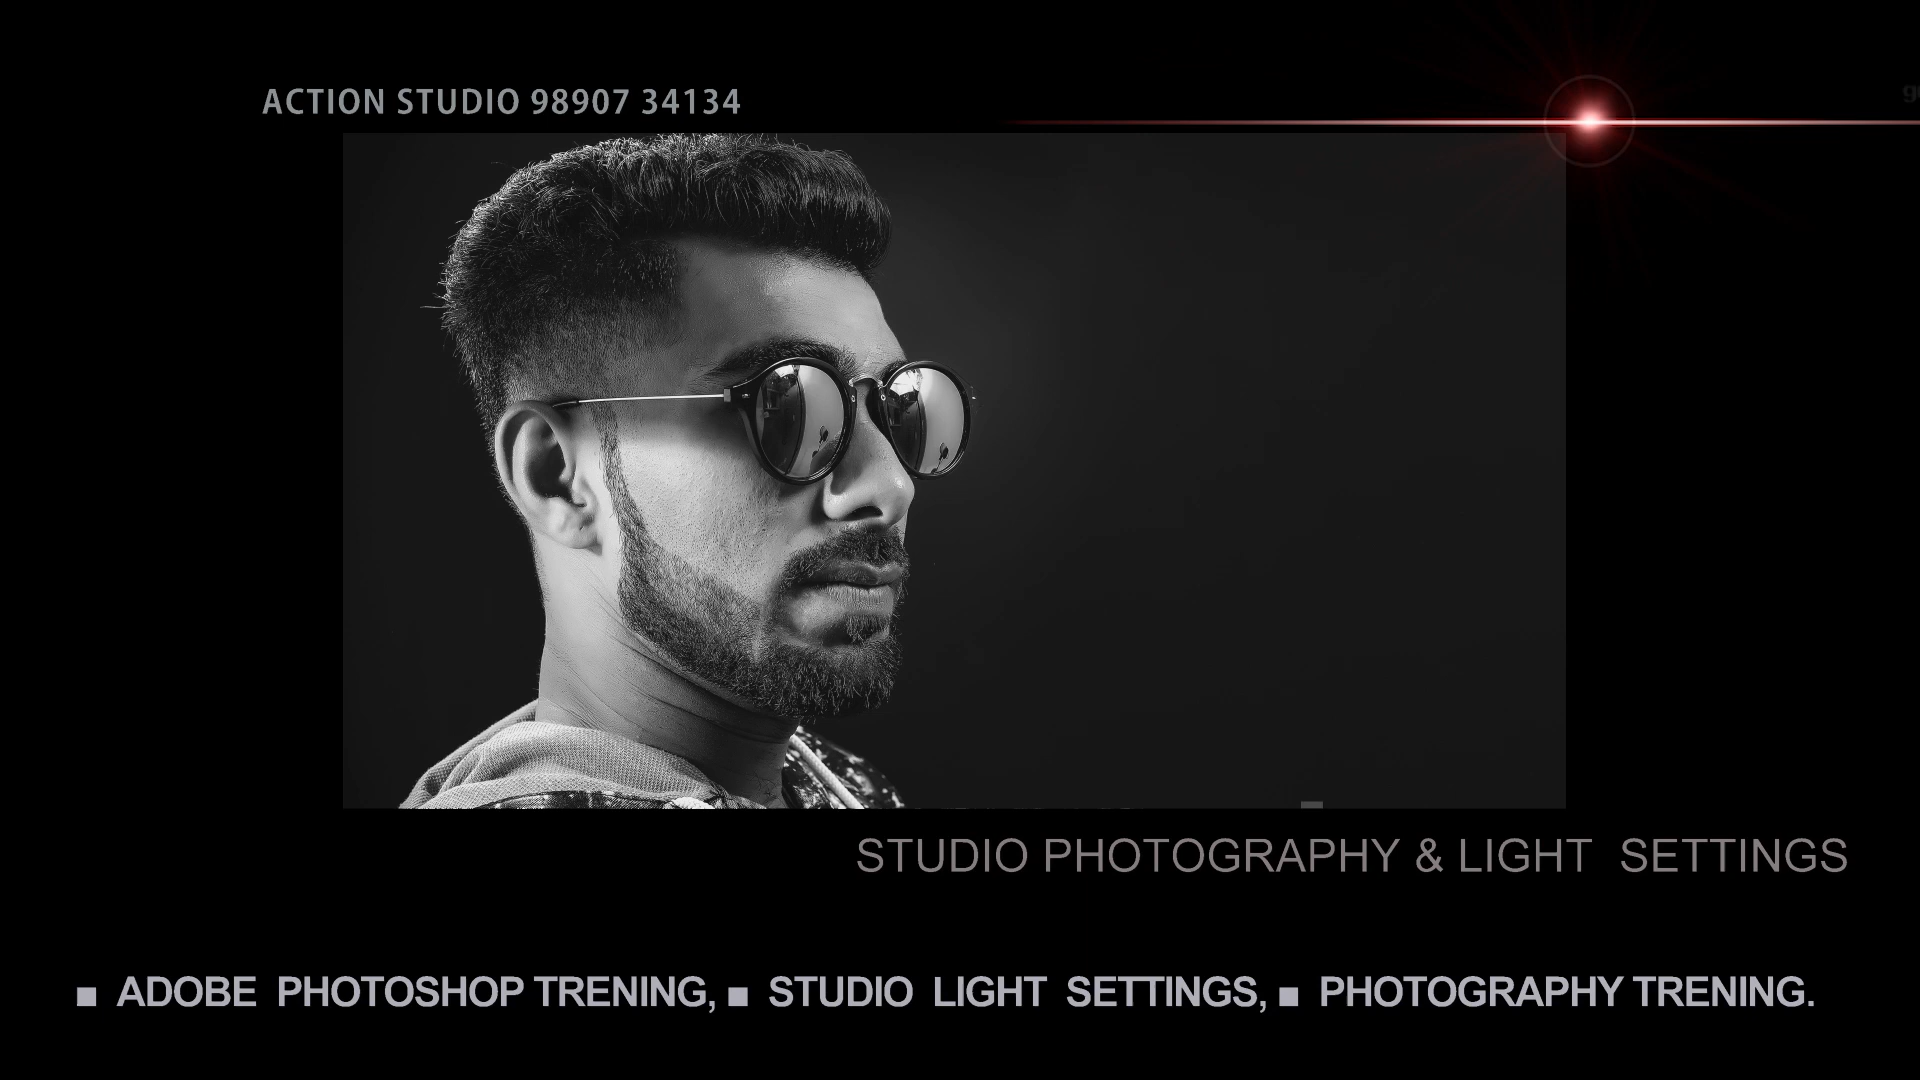 ACTION STUDIO 98907 34134
STUDIO PHOTOGRAPHY & LIGHT SETTINGS
■ ADOBE PHOTOSHOP TRENING, ■ STUDIO LIGHT SETTINGS, ■ PHOTOGRAPHY TRENING.